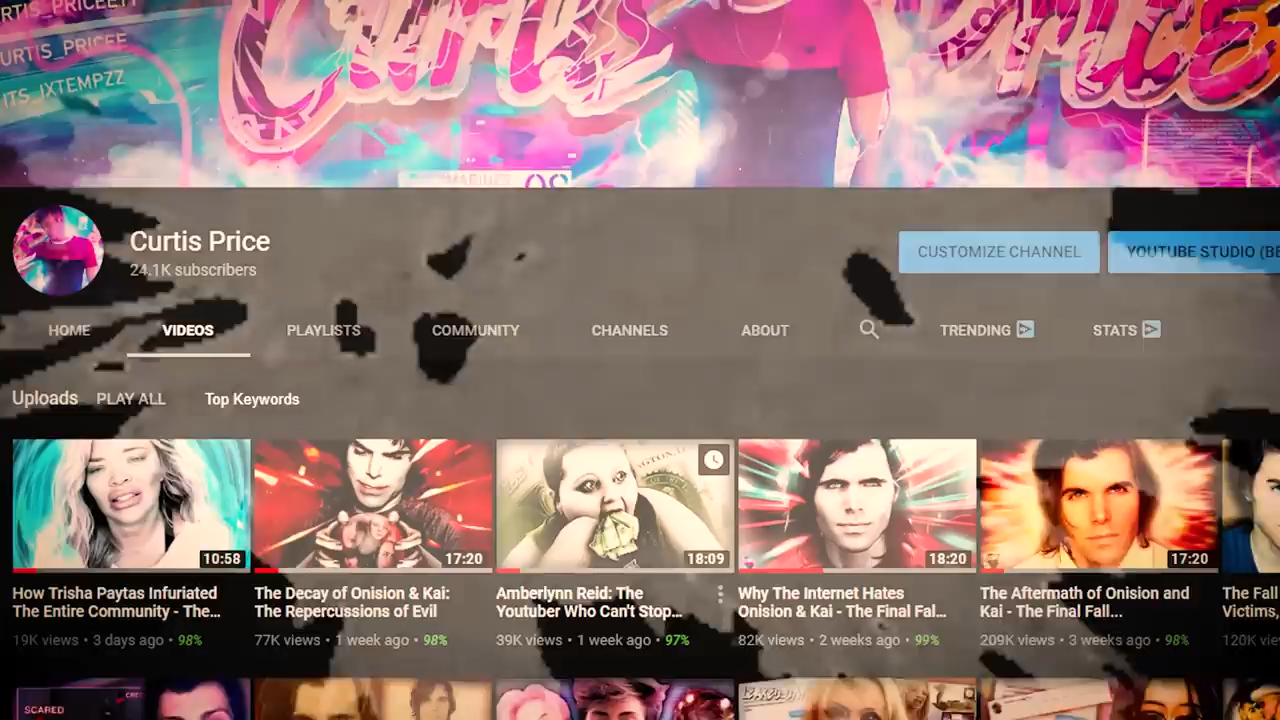 CURTIS_PRICEE
ITS_IXTEMPZZ
Curtis Price
24.1K subscribers
CUSTOMIZE CHANNEL
YOUTUBE STUDIO (BE
HOME
VIDEOS
PLAYLISTS
COMMUNITY
CHANNELS
ABOUT
TRENDING
STATS
Uploads
PLAY ALL
Top Keywords
10:58
17:20
18:09
18:20
17:20
How Trisha Paytas Infuriated
The Entire Community - The...
19K views • 3 days ago • 98%
The Decay of Onision & Kai:
The Repercussions of Evil
77K views • 1 week ago • 98%
Amberlynn Reid: The
Youtuber Who Can't Stop...
39K views • 1 week ago • 97%
Why The Internet Hates
Onision & Kai - The Final Fal...
82K views • 2 weeks ago • 99%
The Aftermath of Onision and
Kai - The Final Fall...
209K views • 3 weeks ago • 98%
The Fall
Victims,
120K vie
SCARED